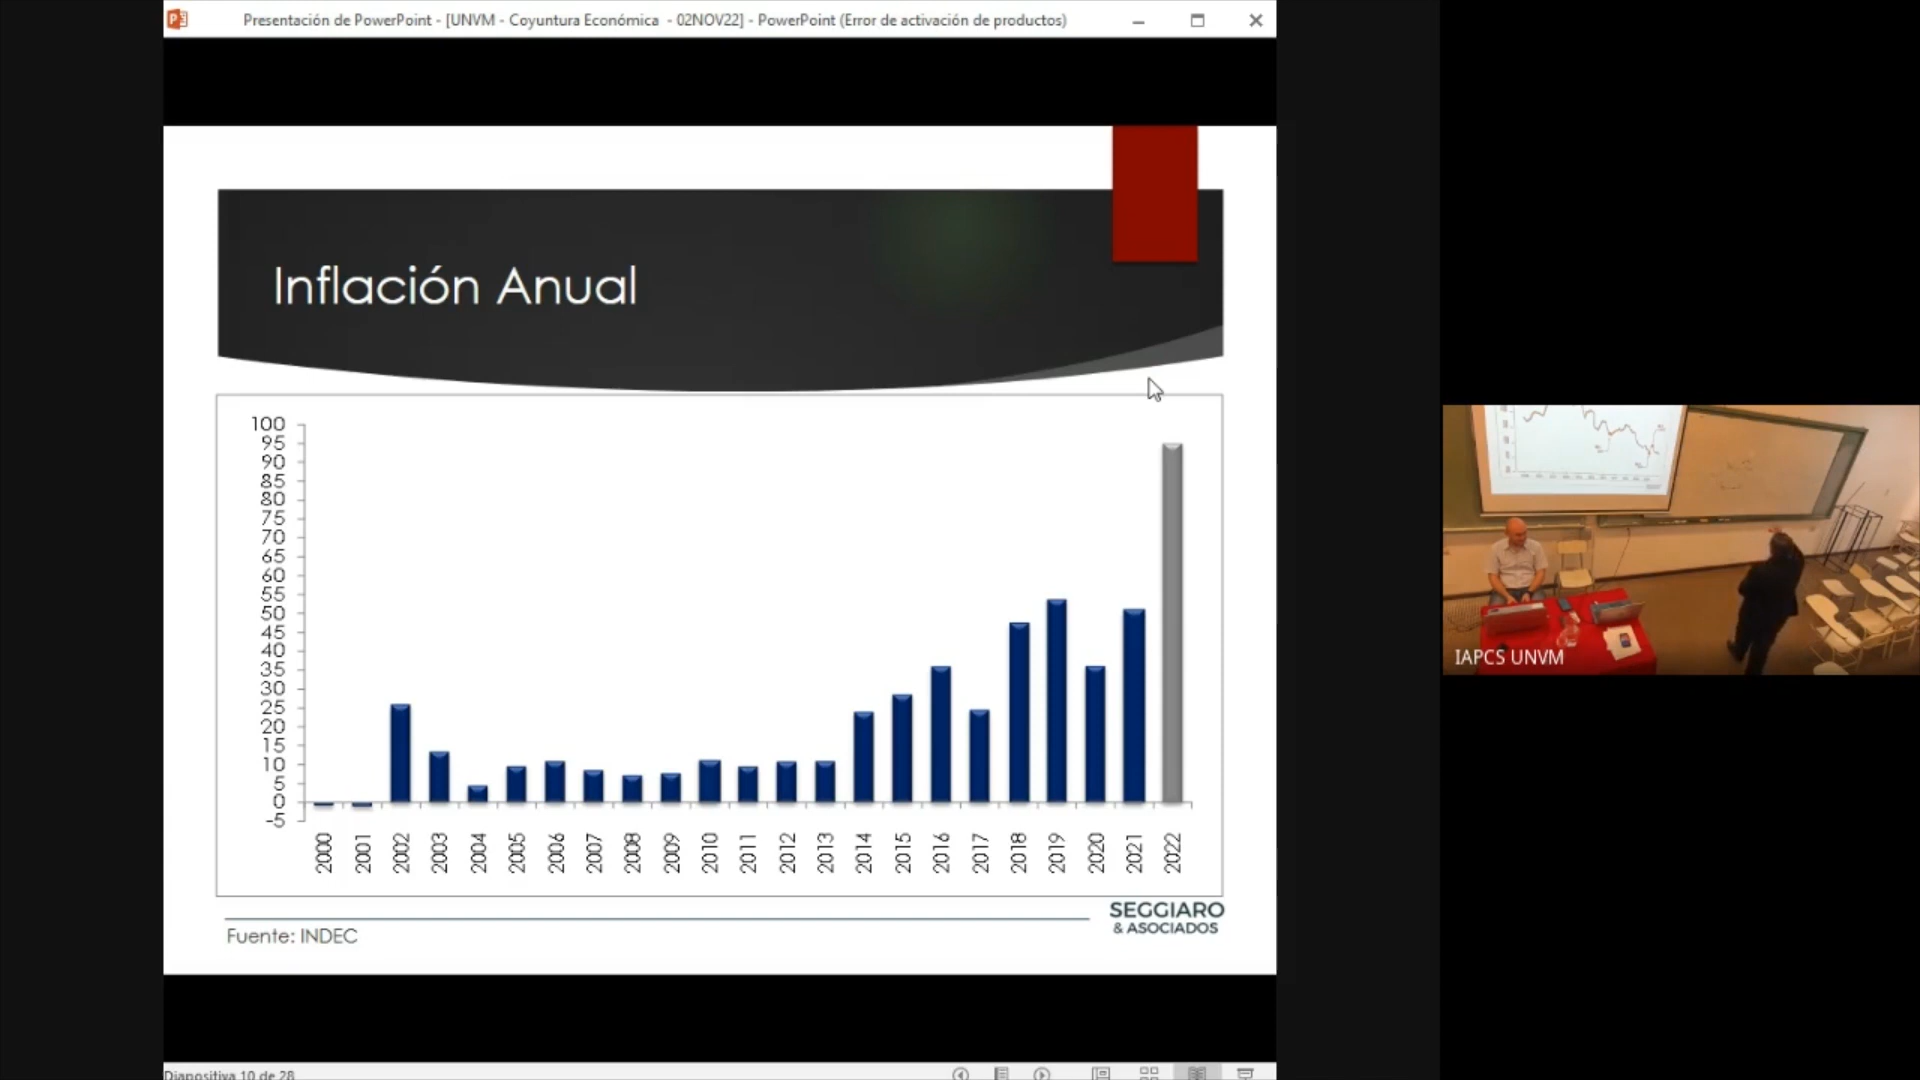 Presentación de PowerPoint - [UNVM - Coyuntura Económica - 02NOV22] - PowerPoint (Error de activación de productos)
Inflación Anual
100
95
90
85
80
75
70
65
60
55
50
45
40
35
30
25
20
15
10
5
0
-5
2000 2001 2002 2003 2004 2005 2006 2007 2008 2009 2010 2011 2012 2013 2014 2015 2016 2017 2018 2019 2020 2021 2022
SEGGIARO
& ASOCIADOS
Fuente: INDEC
Diapositiva 10 de 28
IAPCS UNVM